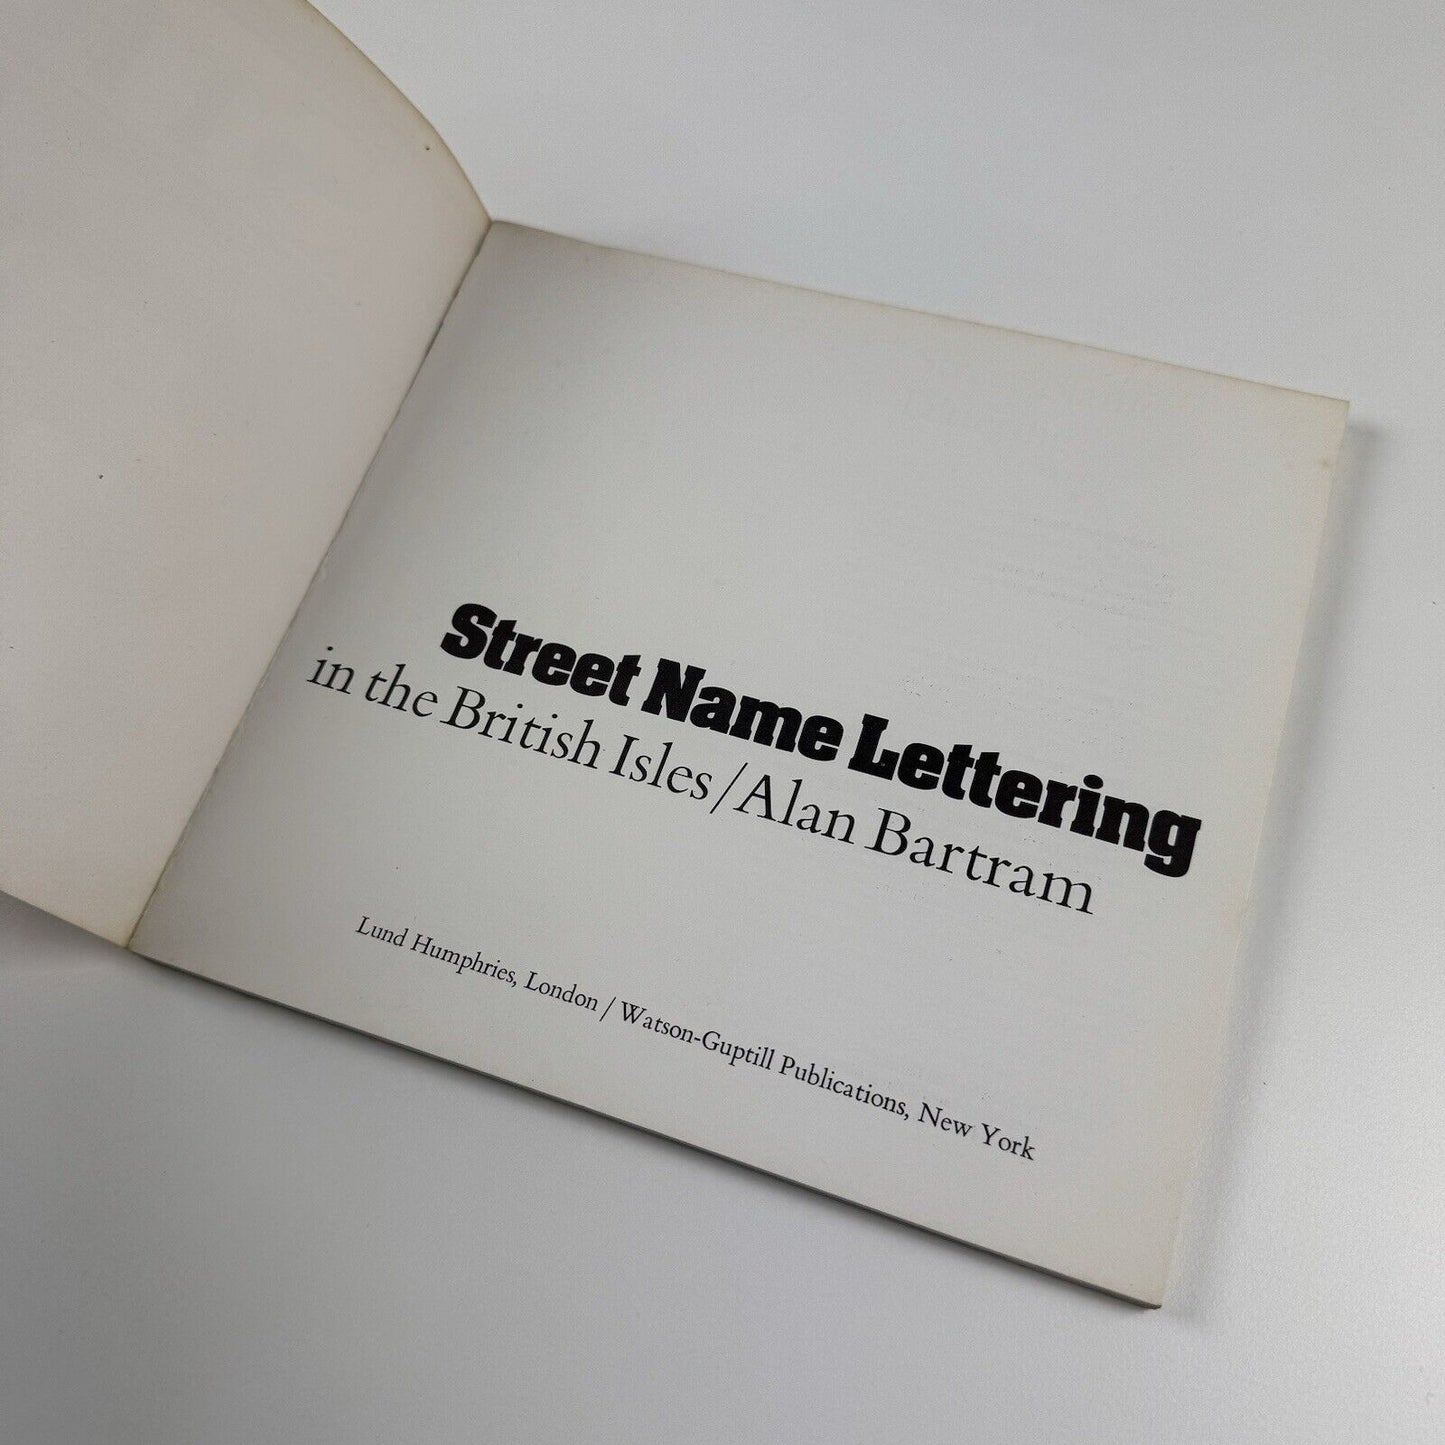 Street Name Lettering
in the British Isles/Alan Bartram
Lund Humphries, London / Watson-Guptill Publications, New York